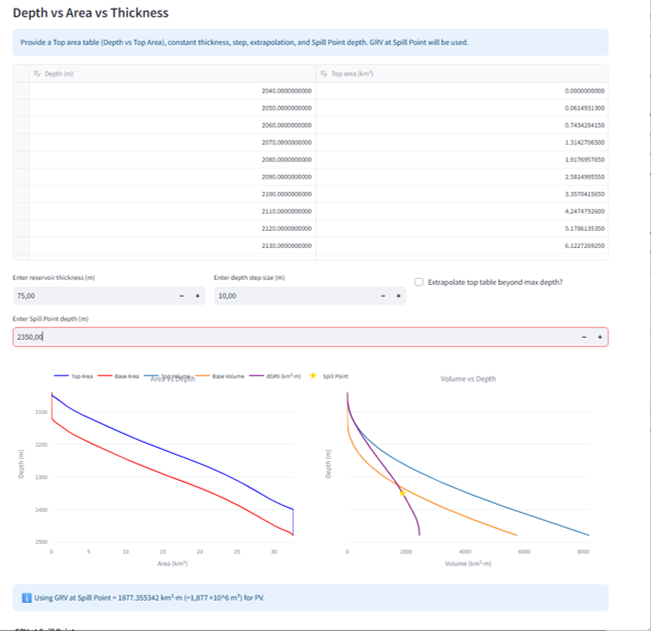 Depth vs Area vs Thickness
Provide a Top area table (Depth vs Top Area), constant thickness, step, extrapolation, and Spill Point depth. GRV at Spill Point will be used.
Depth (m) Top area (km²)
2040.0000000000 0.0000000000
2050.0000000000 0.0614931300
2060.0000000000 0.7434284150
2070.0000000000 1.3142706500
2080.0000000000 1.9176957650
2090.0000000000 2.5814995550
2100.0000000000 3.3570415650
2110.0000000000 4.2474792600
2120.0000000000 5.1786135350
2130.0000000000 6.1227269250
Enter reservoir thickness (m) Enter depth step size (m)
Extrapolate top table beyond max depth?
75,00 − + 10,00 − +
Enter Spill Point depth (m)
2350,00 − +
Top Area Base Area Top Volume Base Volume dGRV (km²·m) Spill Point
Area vs Depth Volume vs Depth
2100 2100
2200 2200
2300 2300
2400 2400
2500 2500
Depth (m) Depth (m)
0 5 10 15 20 25 30 0 2000 4000 6000 8000
Area (km²) Volume (km²·m)
Using GRV at Spill Point = 1877.355342 km²·m (≈1,877 ×10^6 m³) for PV.